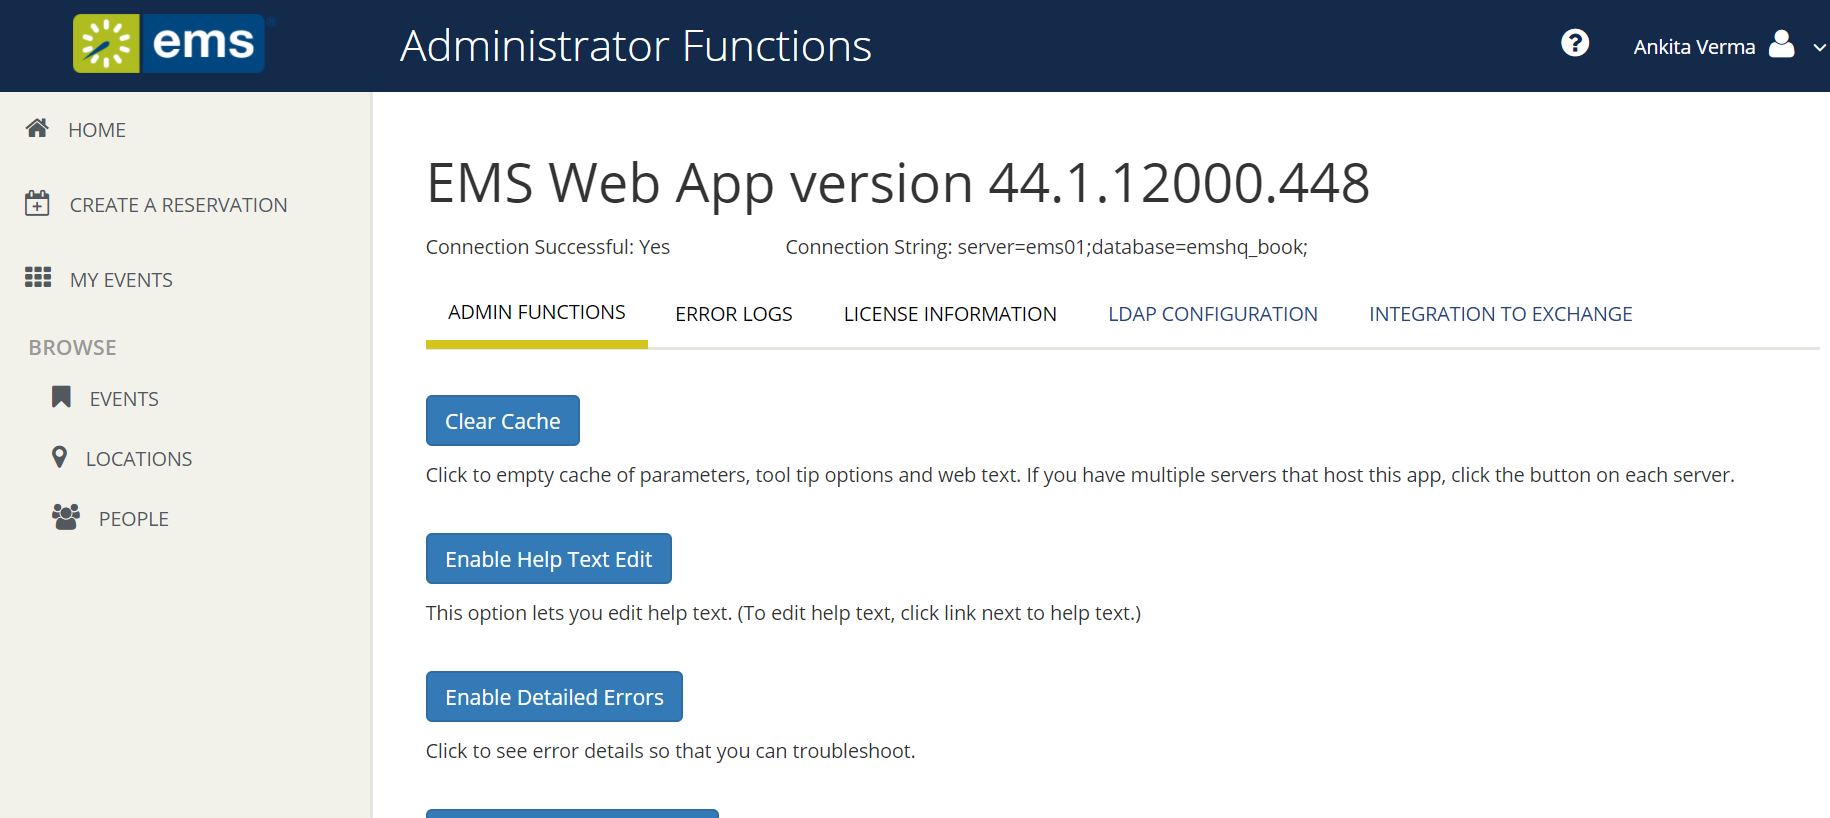 ems
Administrator Functions
Ankita Verma
HOME
CREATE A RESERVATION
MY EVENTS
BROWSE
EVENTS
LOCATIONS
PEOPLE
EMS Web App version 44.1.12000.448
Connection Successful: Yes
Connection String: server=ems01;database=emshq_book;
ADMIN FUNCTIONS
ERROR LOGS
LICENSE INFORMATION
LDAP CONFIGURATION
INTEGRATION TO EXCHANGE
Clear Cache
Click to empty cache of parameters, tool tip options and web text. If you have multiple servers that host this app, click the button on each server.
Enable Help Text Edit
This option lets you edit help text. (To edit help text, click link next to help text.)
Enable Detailed Errors
Click to see error details so that you can troubleshoot.